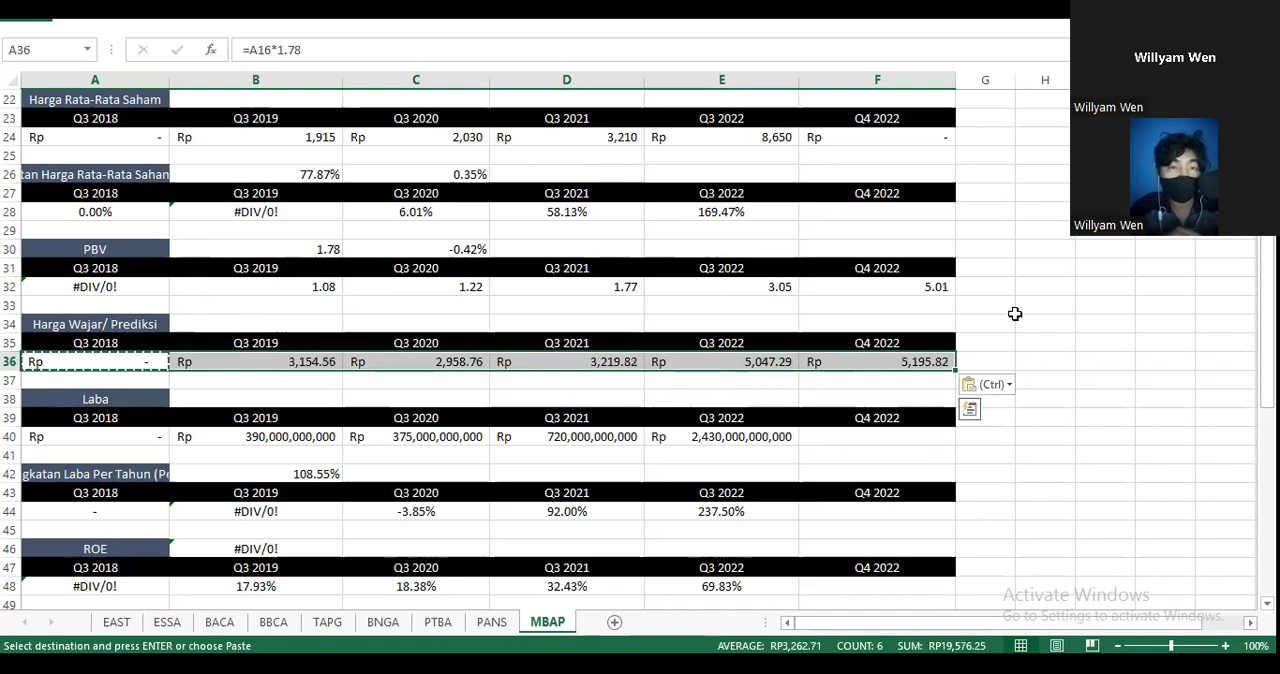 Willyam Wen
A36 =A16*1.78
A B C D E F G H
Willyam Wen
22 Harga Rata-Rata Saham
23 Q3 2018 Q3 2019 Q3 2020 Q3 2021 Q3 2022 Q4 2022
24 Rp - Rp 1,915 Rp 2,030 Rp 3,210 Rp 8,650 Rp -
25
26 tan Harga Rata-Rata Sahan 77.87% 0.35%
27 Q3 2018 Q3 2019 Q3 2020 Q3 2021 Q3 2022 Q4 2022
28 0.00% #DIV/0! 6.01% 58.13% 169.47%
Willyam Wen
29
30 PBV 1.78 -0.42%
31 Q3 2018 Q3 2019 Q3 2020 Q3 2021 Q3 2022 Q4 2022
32 #DIV/0! 1.08 1.22 1.77 3.05 5.01
33
34 Harga Wajar/ Prediksi
35 Q3 2018 Q3 2019 Q3 2020 Q3 2021 Q3 2022 Q4 2022
36 Rp - Rp 3,154.56 Rp 2,958.76 Rp 3,219.82 Rp 5,047.29 Rp 5,195.82
37
(Ctrl)
38 Laba
39 Q3 2018 Q3 2019 Q3 2020 Q3 2021 Q3 2022 Q4 2022
40 Rp - Rp 390,000,000,000 Rp 375,000,000,000 Rp 720,000,000,000 Rp 2,430,000,000,000
41
42 gkatan Laba Per Tahun (Pe 108.55%
43 Q3 2018 Q3 2019 Q3 2020 Q3 2021 Q3 2022 Q4 2022
44 - #DIV/0! -3.85% 92.00% 237.50%
45
46 ROE #DIV/0!
47 Q3 2018 Q3 2019 Q3 2020 Q3 2021 Q3 2022 Q4 2022
48 #DIV/0! 17.93% 18.38% 32.43% 69.83%
49
Activate Windows
Go to Settings to activate Windows.
EAST ESSA BACA BBCA TAPG BNGA PTBA PANS MBAP
Select destination and press ENTER or choose Paste AVERAGE: RP3,262.71 COUNT: 6 SUM: RP19,576.25 100%